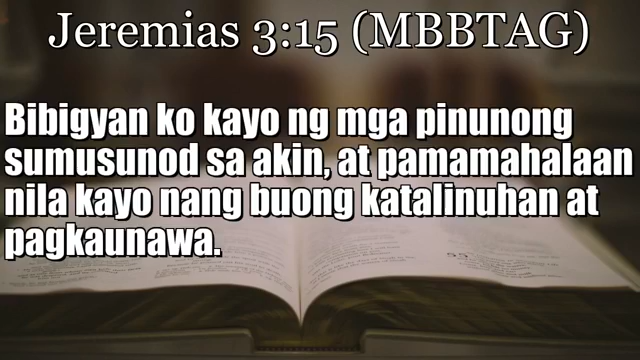 Jeremias 3:15 (MBBTAG)
Bibigyan ko kayo ng mga pinunong
sumusunod sa akin, at pamamahalaan
nila kayo nang buong katalinuhan at
pagkaunawa.